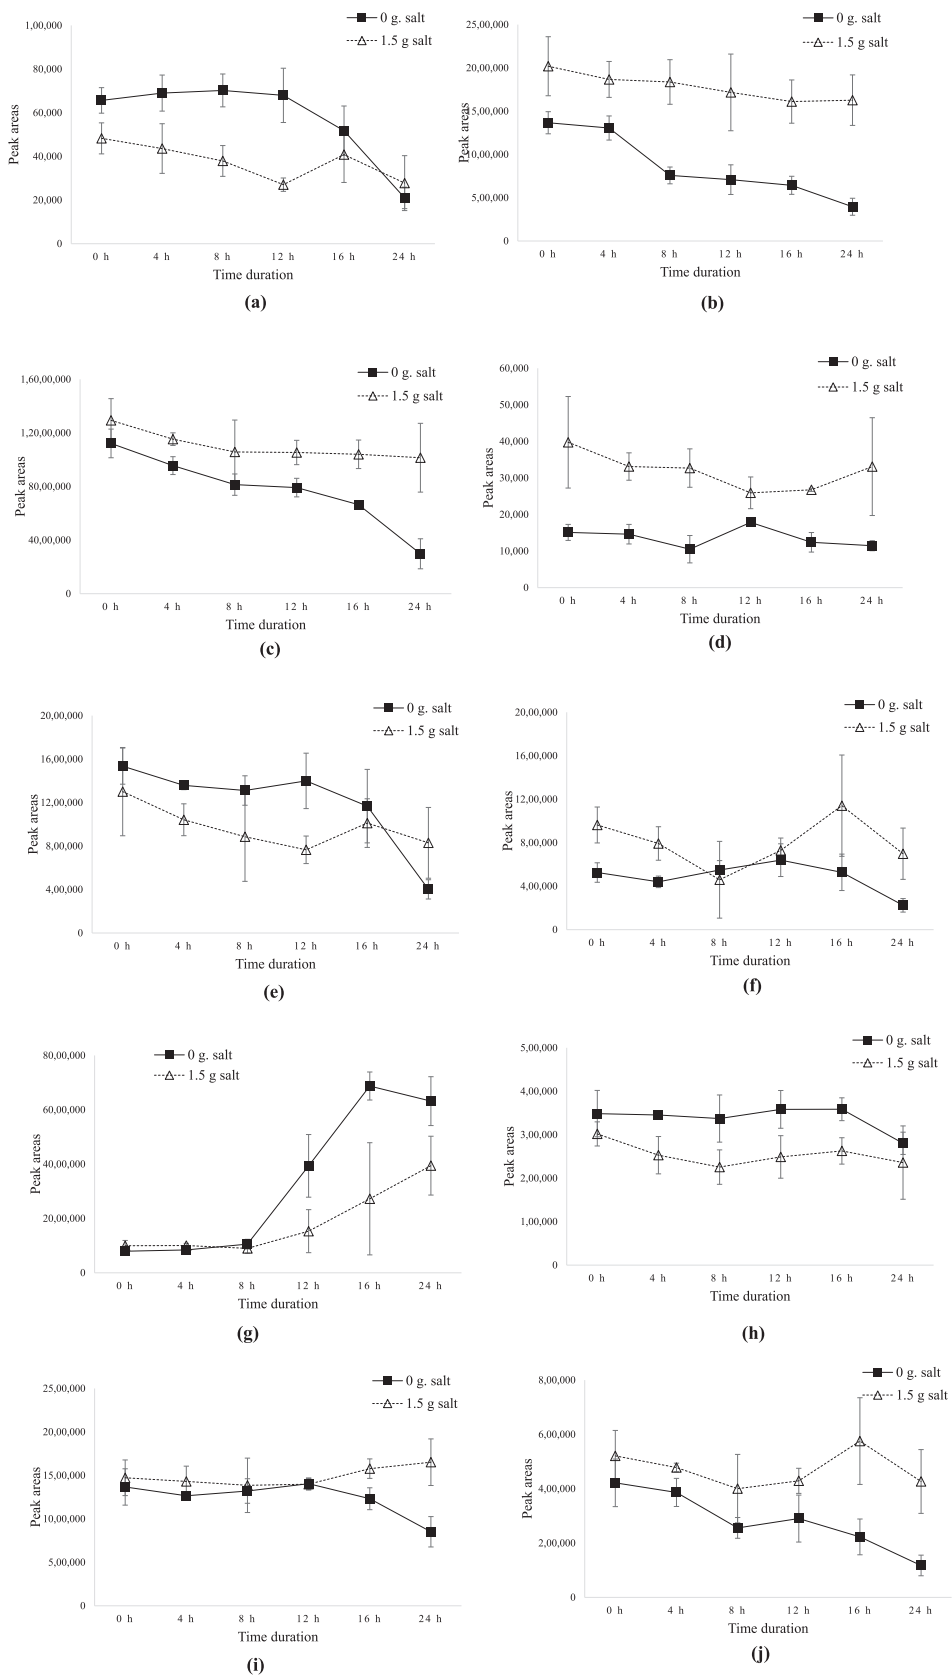 0 g. salt
1.5 g salt
1,00,000
80,000
60,000
40,000
20,000
0
Peak areas
0 h 4 h 8 h 12 h 16 h 24 h
Time duration
(a)
0 g. salt
1.5 g salt
25,00,000
20,00,000
15,00,000
10,00,000
5,00,000
0
Peak areas
0 h 4 h 8 h 12 h 16 h 24 h
Time duration
(b)
0 g. salt
1.5 g salt
1,60,00,000
1,20,00,000
80,00,000
40,00,000
0
Peak areas
0 h 4 h 8 h 12 h 16 h 24 h
Time duration
(c)
0 g. salt
1.5 g salt
60,000
50,000
40,000
30,000
20,000
10,000
0
Peak areas
0 h 4 h 8 h 12 h 16 h 24 h
Time duration
(d)
0 g. salt
1.5 g salt
20,00,000
16,00,000
12,00,000
8,00,000
4,00,000
0
Peak areas
0 h 4 h 8 h 12 h 16 h 24 h
Time duration
(e)
0 g. salt
1.5 g salt
20,00,000
16,00,000
12,00,000
8,00,000
4,00,000
0
Peak areas
0 h 4 h 8 h 12 h 16 h 24 h
Time duration
(f)
0 g. salt
1.5 g salt
80,00,000
60,00,000
40,00,000
20,00,000
0
Peak areas
0 h 4 h 8 h 12 h 16 h 24 h
Time duration
(g)
0 g. salt
1.5 g salt
5,00,000
4,00,000
3,00,000
2,00,000
1,00,000
0
Peak areas
0 h 4 h 8 h 12 h 16 h 24 h
Time duration
(h)
0 g. salt
1.5 g salt
25,00,000
20,00,000
15,00,000
10,00,000
5,00,000
0
Peak areas
0 h 4 h 8 h 12 h 16 h 24 h
Time duration
(i)
0 g. salt
1.5 g salt
8,00,000
6,00,000
4,00,000
2,00,000
0
Peak areas
0 h 4 h 8 h 12 h 16 h 24 h
Time duration
(j)